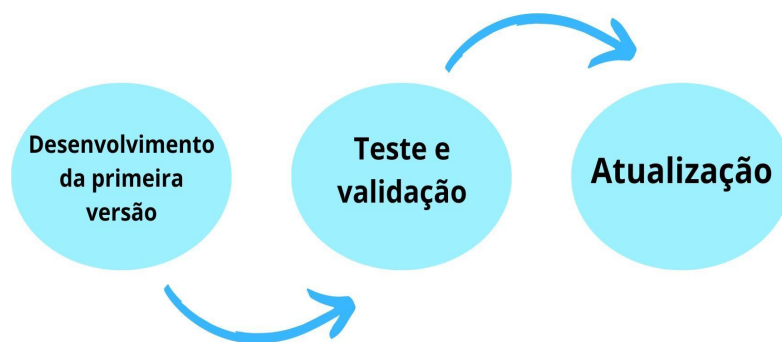 Desenvolvimento
da primeira
versão
Teste e
validação
Atualização